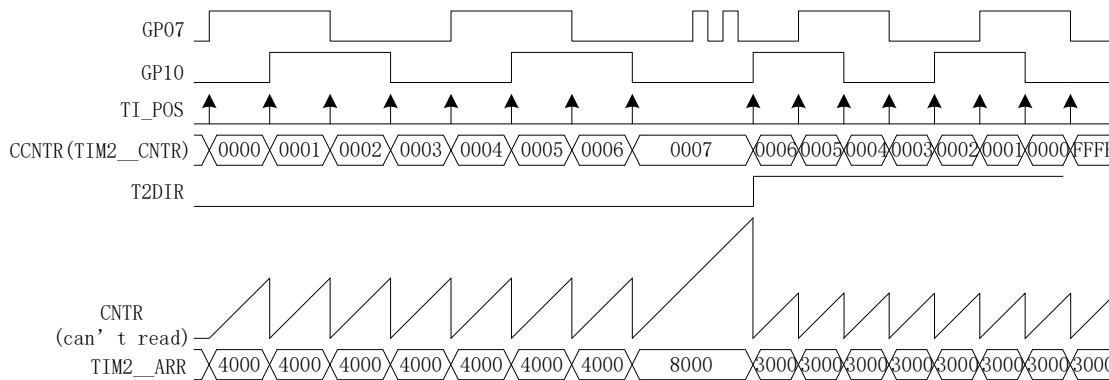 GP07
GP10
TI_POS
CCNTR(TIM2__CNTR) 0000 0001 0002 0003 0004 0005 0006 0007 0006 0005 0004 0003 0002 0001 0000 FFFF
T2DIR
CNTR
(can't read)
TIM2__ARR 4000 4000 4000 4000 4000 4000 4000 8000 3000 3000 3000 3000 3000 3000 3000 3000